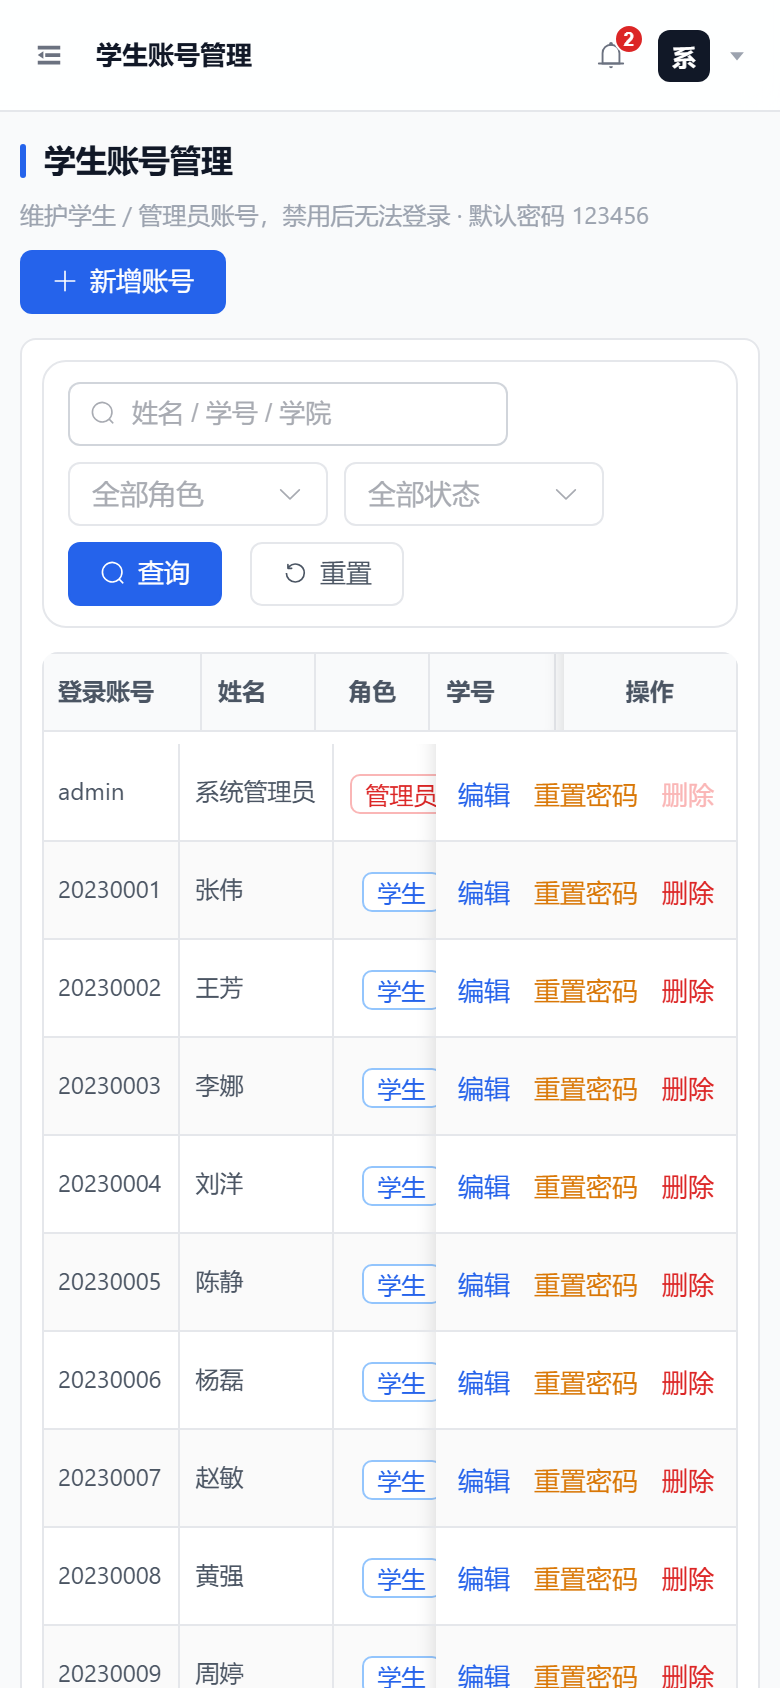 学生账号管理
2
系
学生账号管理
维护学生 / 管理员账号，禁用后无法登录 · 默认密码 123456
新增账号
姓名 / 学号 / 学院
全部角色 全部状态
查询 重置
登录账号 姓名 角色 学号 操作
admin 系统管理员 管理员 编辑 重置密码 删除
20230001 张伟 学生 编辑 重置密码 删除
20230002 王芳 学生 编辑 重置密码 删除
20230003 李娜 学生 编辑 重置密码 删除
20230004 刘洋 学生 编辑 重置密码 删除
20230005 陈静 学生 编辑 重置密码 删除
20230006 杨磊 学生 编辑 重置密码 删除
20230007 赵敏 学生 编辑 重置密码 删除
20230008 黄强 学生 编辑 重置密码 删除
20230009 周婷 学生 编辑 重置密码 删除